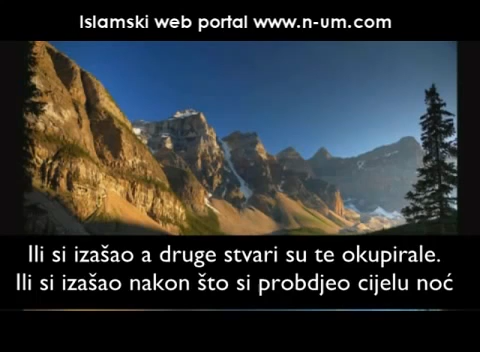 Islamski web portal www.n-um.com
Ili si izašao a druge stvari su te okupirale.
Ili si izašao nakon što si probdjeo cijelu noć